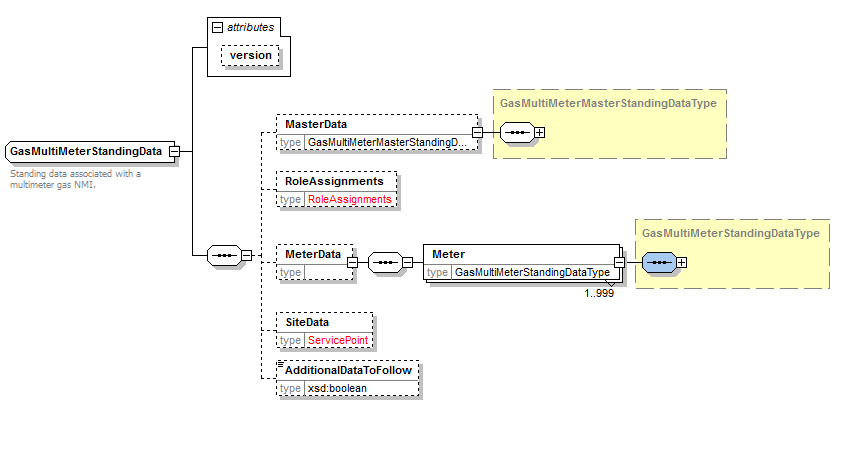 attributes
version
GasMultiMeterMasterStandingDataType
MasterData
type GasMultiMeterMasterStandingD...
GasMultiMeterStandingData
Standing data associated with a
multimeter gas NMI.
RoleAssignments
type RoleAssignments
GasMultiMeterStandingDataType
MeterData
type
Meter
type GasMultiMeterStandingDataType
1..999
SiteData
type ServicePoint
AdditionalDataToFollow
type xsd:boolean